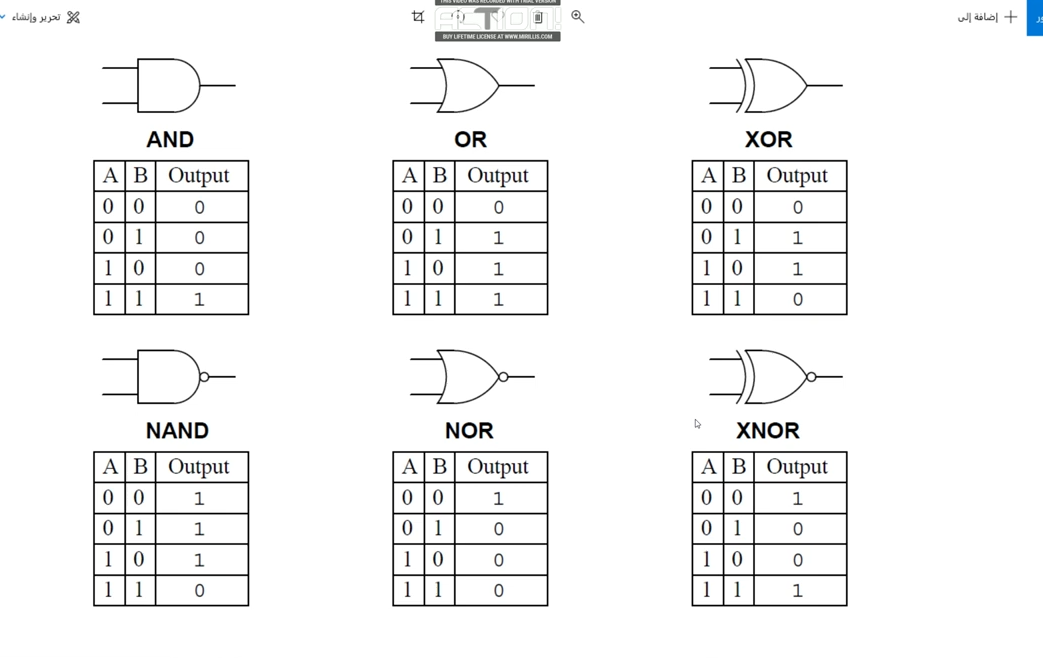 THIS VIDEO WAS RECORDED WITH TRIAL VERSION
ACTION!
BUY LIFETIME LICENSE AT WWW.MIRILLIS.COM
تحرير وإنشاء
إضافة إلى
AND OR XOR
A B Output A B Output A B Output
0 0 0 0 0 0 0 0 0
0 1 0 0 1 1 0 1 1
1 0 0 1 0 1 1 0 1
1 1 1 1 1 1 1 1 0
NAND NOR XNOR
A B Output A B Output A B Output
0 0 1 0 0 1 0 0 1
0 1 1 0 1 0 0 1 0
1 0 1 1 0 0 1 0 0
1 1 0 1 1 0 1 1 1